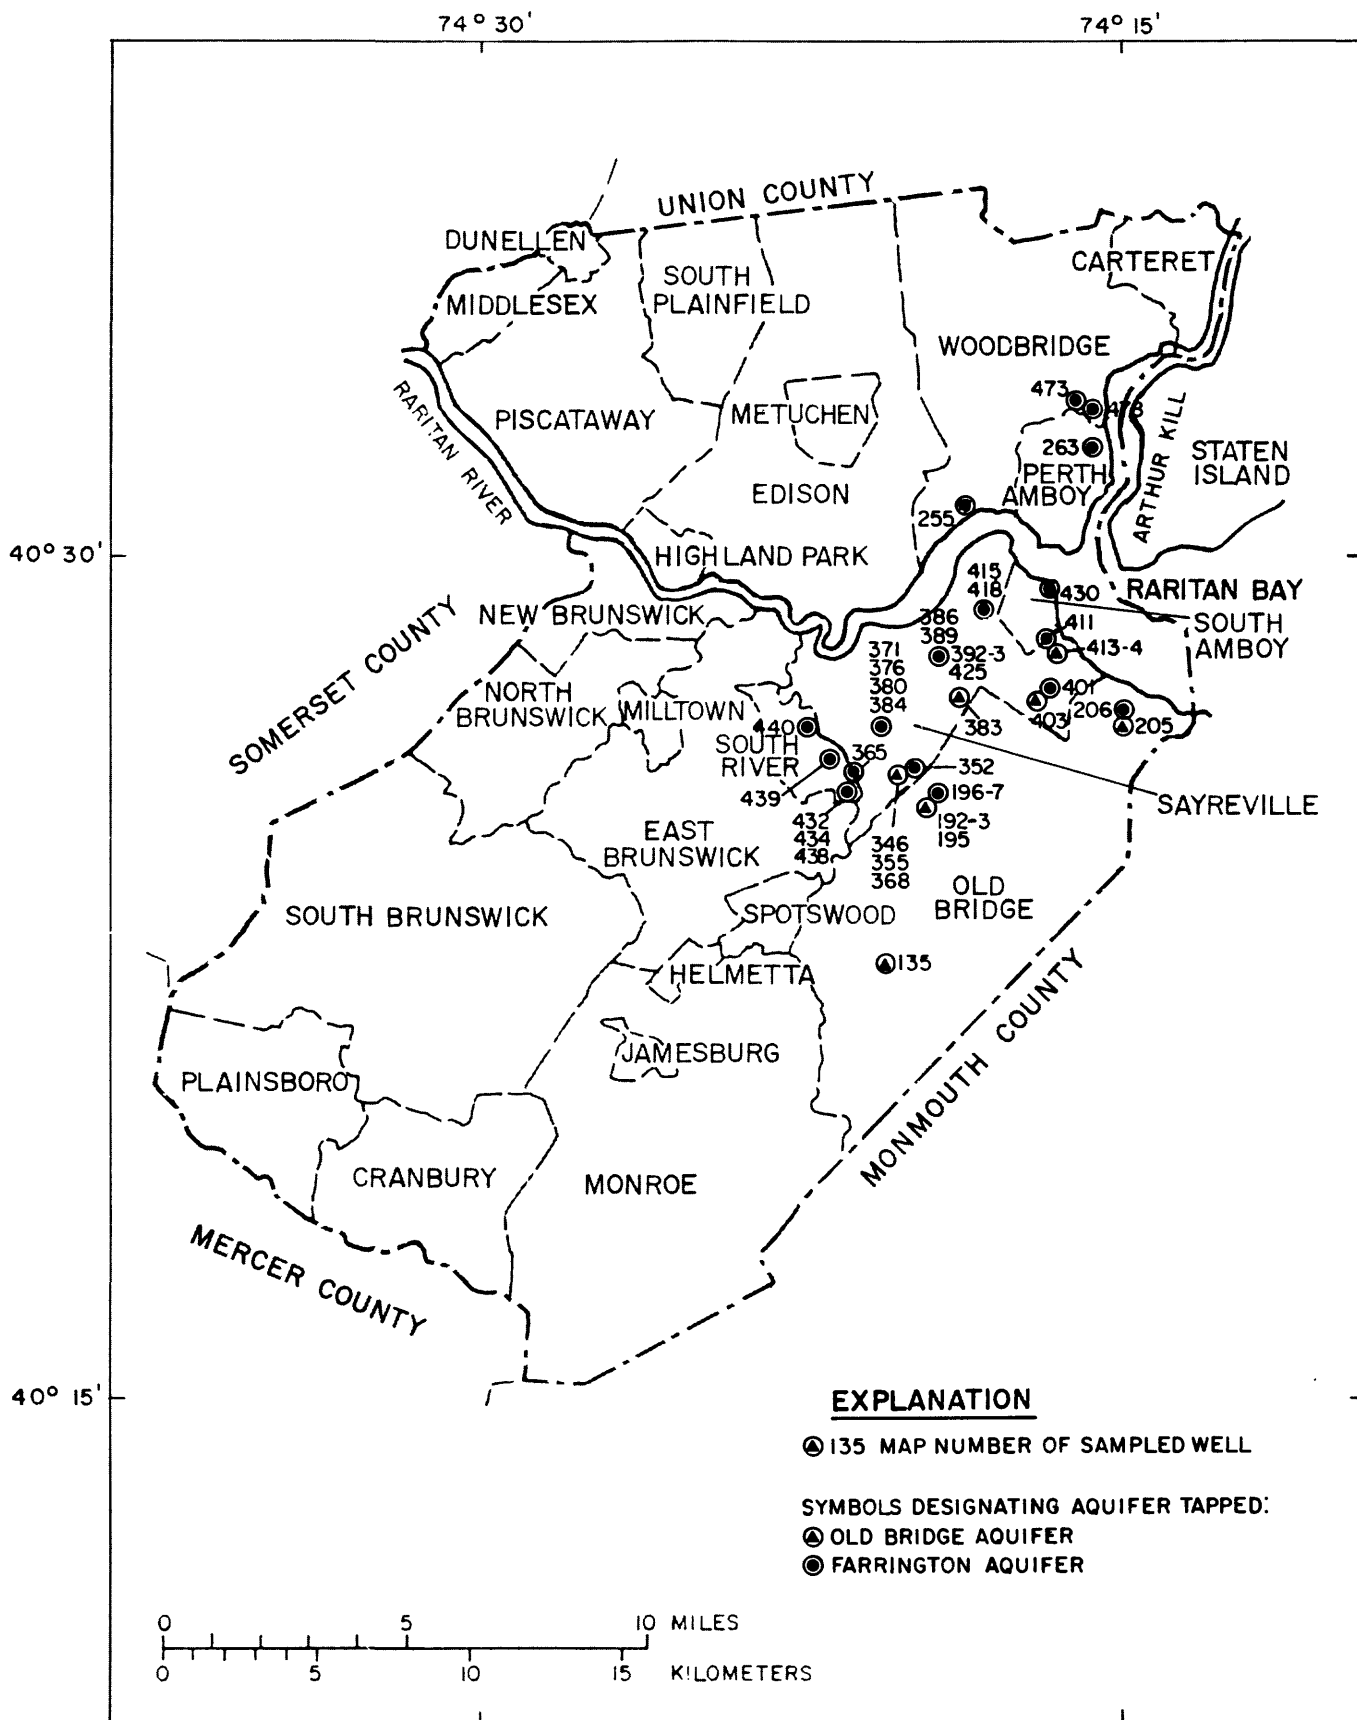 74° 30'
74° 15'
UNION COUNTY
DUNELLEN
CARTERET
SOUTH
PLAINFIELD
MIDDLESEX
WOODBRIDGE
RARITAN RIVER
PISCATAWAY
METUCHEN
473
478
ARTHUR KILL
263
STATEN
ISLAND
PERTH
AMBOY
EDISON
255
40° 30'
HIGHLAND PARK
415
418
430
RARITAN BAY
NEW BRUNSWICK
386
389
411
SOUTH
AMBOY
SOMERSET COUNTY
371
376
380
384
392-3
425
413-4
NORTH
BRUNSWICK
MILLTOWN
401
403
206
205
383
440
SOUTH
RIVER
365
352
439
196-7
SAYREVILLE
432
434
438
192-3
195
EAST
BRUNSWICK
346
355
368
OLD
BRIDGE
SOUTH BRUNSWICK
SPOTSWOOD
135
HELMETTA
MONMOUTH COUNTY
JAMESBURG
PLAINSBORO
CRANBURY
MONROE
MERCER COUNTY
40° 15'
EXPLANATION
135 MAP NUMBER OF SAMPLED WELL
SYMBOLS DESIGNATING AQUIFER TAPPED:
OLD BRIDGE AQUIFER
FARRINGTON AQUIFER
0 5 10 MILES
0 5 10 15 KILOMETERS